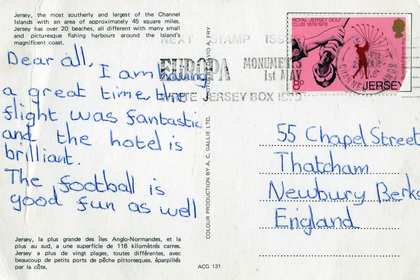 Jersey, the most southerly and largest of the Channel
Islands with an area of approximately 45 square miles.
Jersey has over 20 beaches, all different with many small
and picturesque fishing harbours around the Island's
magnificent coast.
Dear all,
I am having
a great time, the
flight was fantastic
and the hotel is
brilliant.
The football is
good fun as well
Jersey, la plus grande des îles Anglo-Normandes, et la
plus au sud, a une superficie de 116 kilomètres carrés.
Jersey a plus de vingt plages, toutes différentes, avec
beaucoup de petits ports de pêche pittoresques, éparpillés
par la côte.
COLOUR PRODUCTION BY A. C. GALLIE LTD.
DAVID A. FRY
ACG 131
NEXT STAMP ISSUE
EUROPA
MONUMENTS
1st MAY
WRITE JERSEY BOX
ROYAL JERSEY GOLF
CLUB 1878-1978
JERSEY
55 Chapel Street
Thatcham
Newbury Berks
England